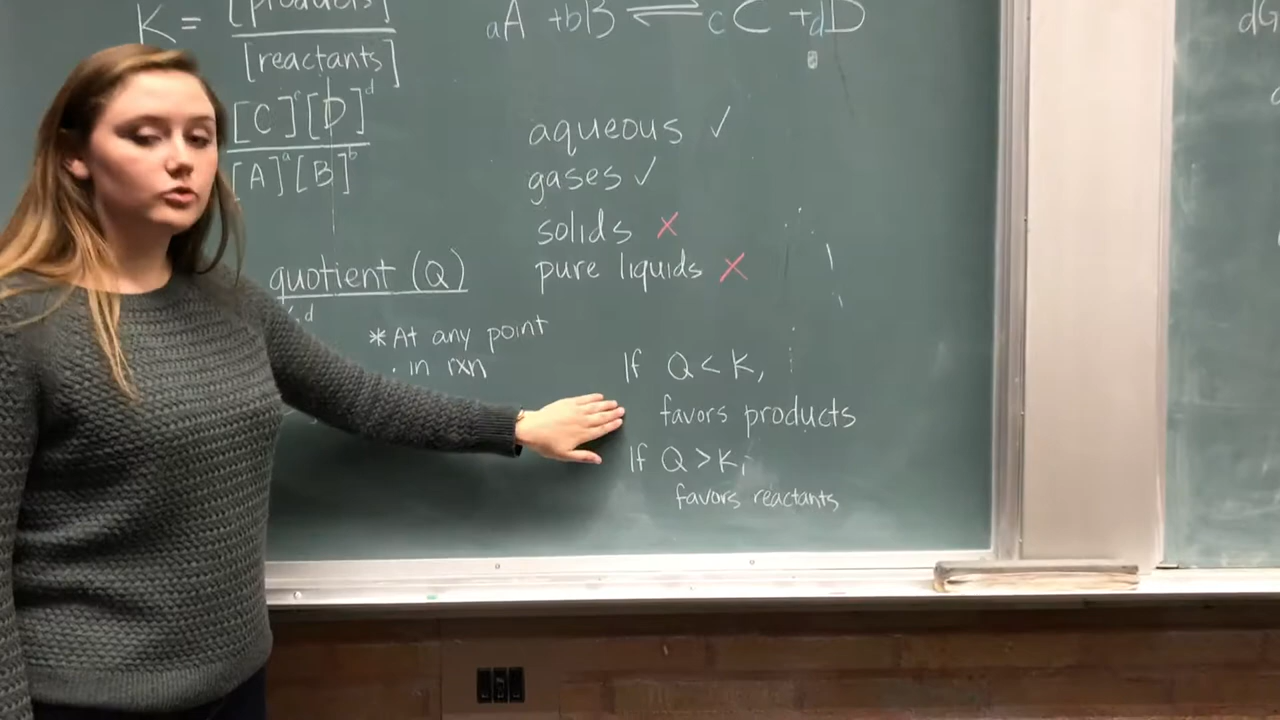 K = [products]
[reactants]
[C]ᶜ[D]ᵈ
[A]ᵃ[B]ᵇ
aA + bB ⇌ cC + dD
aqueous ✓
gases ✓
solids ✗
pure liquids ✗
quotient (Q)
d
* At any point
in rxn
If Q < K,
favors products
If Q > K,
favors reactants
dG